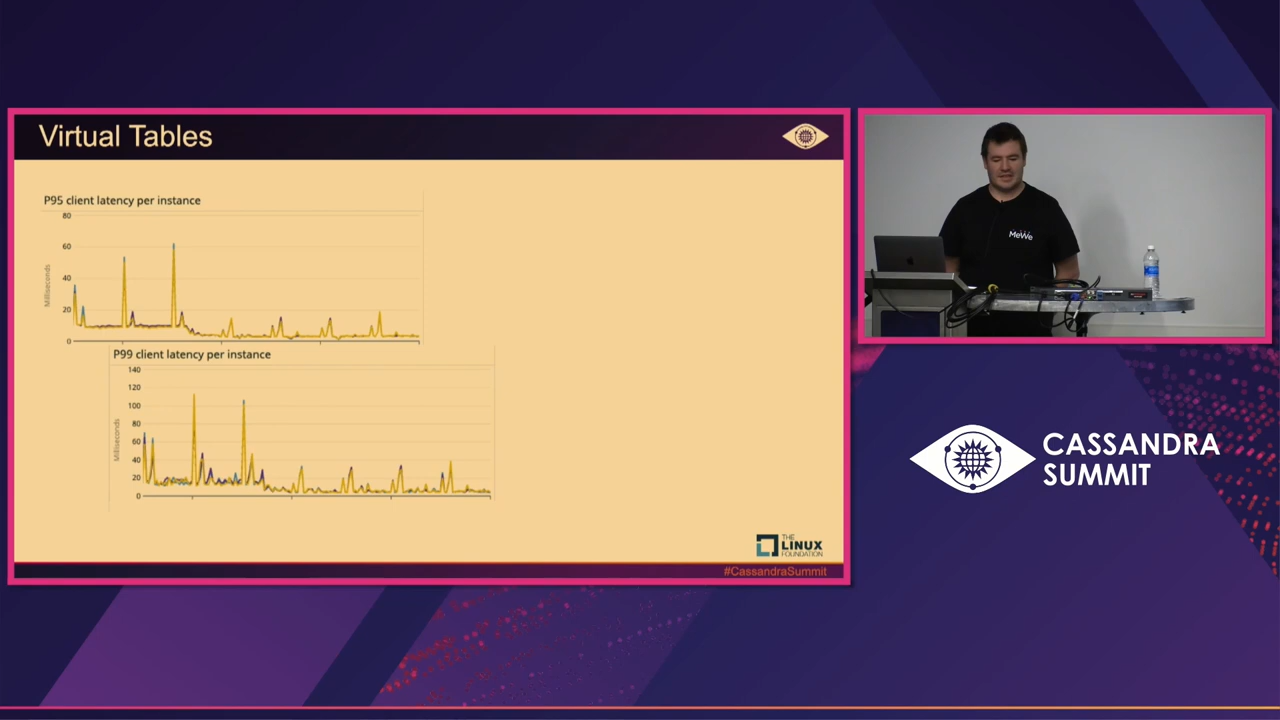 Virtual Tables
P95 client latency per instance
80
60
40
20
0
Milliseconds
P99 client latency per instance
140
120
100
80
60
40
20
0
Milliseconds
THE
LINUX
FOUNDATION
#CassandraSummit
MeWe
CASSANDRA
SUMMIT